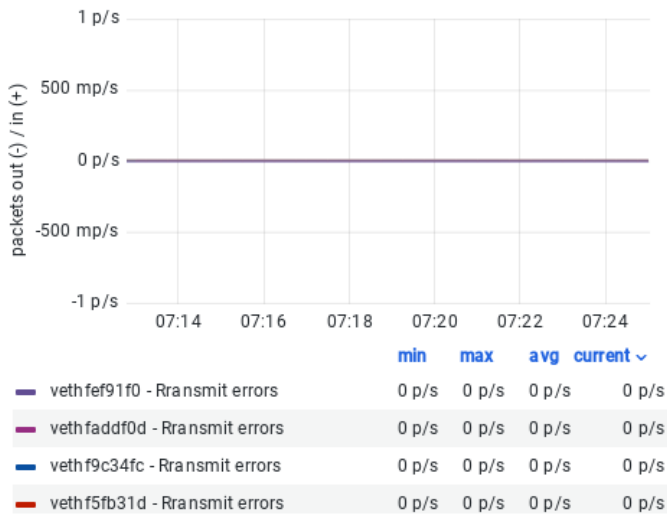 1 p/s
500 mp/s
0 p/s
-500 mp/s
-1 p/s
packets out (-) / in (+)
07:14 07:16 07:18 07:20 07:22 07:24
min max avg current
vethfef91f0 - Rransmit errors 0 p/s 0 p/s 0 p/s 0 p/s
vethfaddf0d - Rransmit errors 0 p/s 0 p/s 0 p/s 0 p/s
vethf9c34fc - Rransmit errors 0 p/s 0 p/s 0 p/s 0 p/s
vethf5fb31d - Rransmit errors 0 p/s 0 p/s 0 p/s 0 p/s